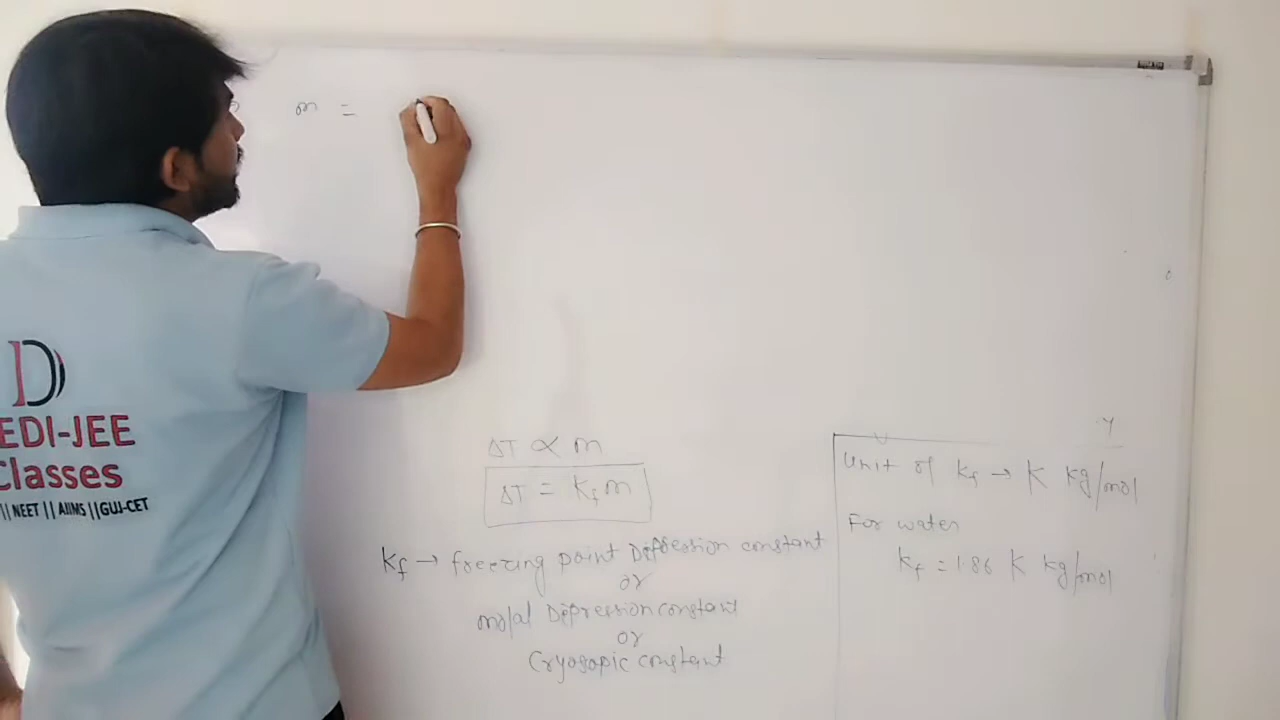 m =
ΔT ∝ m
ΔT = Kf m
Kf → freezing point Depression constant
or
molal Depression constant
or
Cryosopic constant
Unit of Kf → K kg/mol
For water
Kf = 1.86 K kg/mol
D
EDI-JEE
Classes
|| NEET || AIIMS || GUJ-CET